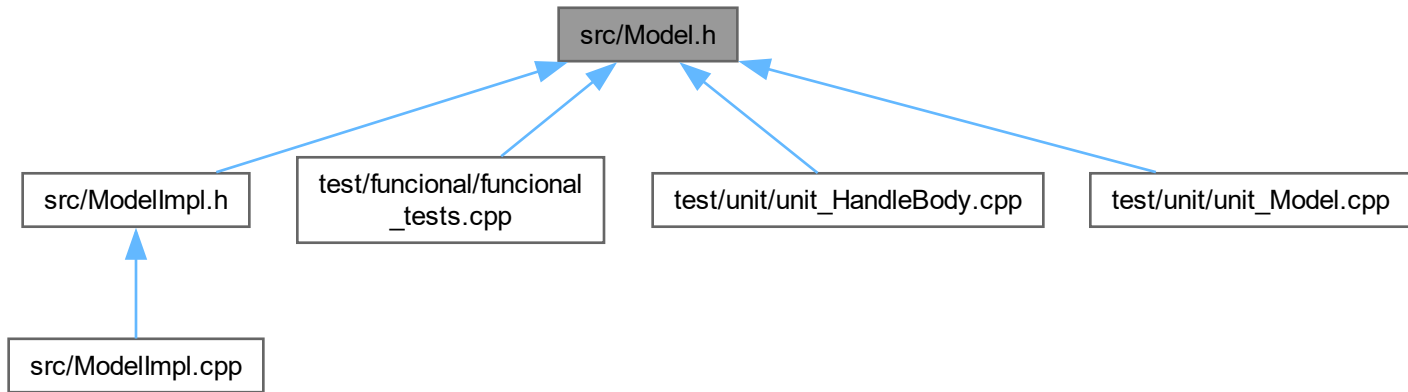 src/Model.h
src/ModelImpl.h
test/funcional/funcional
_tests.cpp
test/unit/unit_HandleBody.cpp
test/unit/unit_Model.cpp
src/ModelImpl.cpp